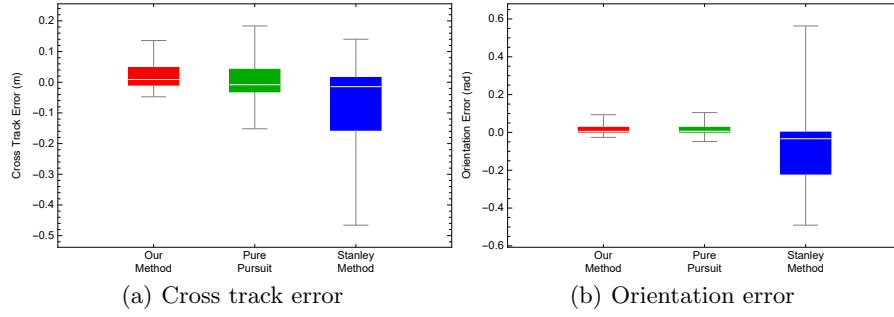 0.2
0.1
0.0
-0.1
-0.2
-0.3
-0.4
-0.5
Cross Track Error (m)
Our Method
Pure Pursuit
Stanley Method
(a) Cross track error
0.6
0.4
0.2
0.0
-0.2
-0.4
-0.6
Orientation Error (rad)
Our Method
Pure Pursuit
Stanley Method
(b) Orientation error